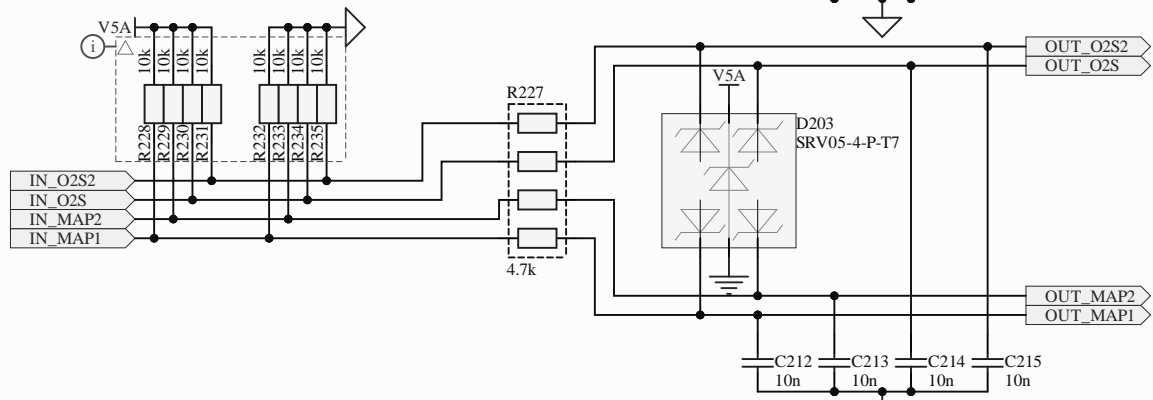 V5A
i
10k
10k
10k
10k
10k
10k
10k
10k
R228
R229
R230
R231
R232
R233
R234
R235
IN_O2S2
IN_O2S
IN_MAP2
IN_MAP1
R227
4.7k
V5A
D203
SRV05-4-P-T7
OUT_O2S2
OUT_O2S
OUT_MAP2
OUT_MAP1
C212
10n
C213
10n
C214
10n
C215
10n